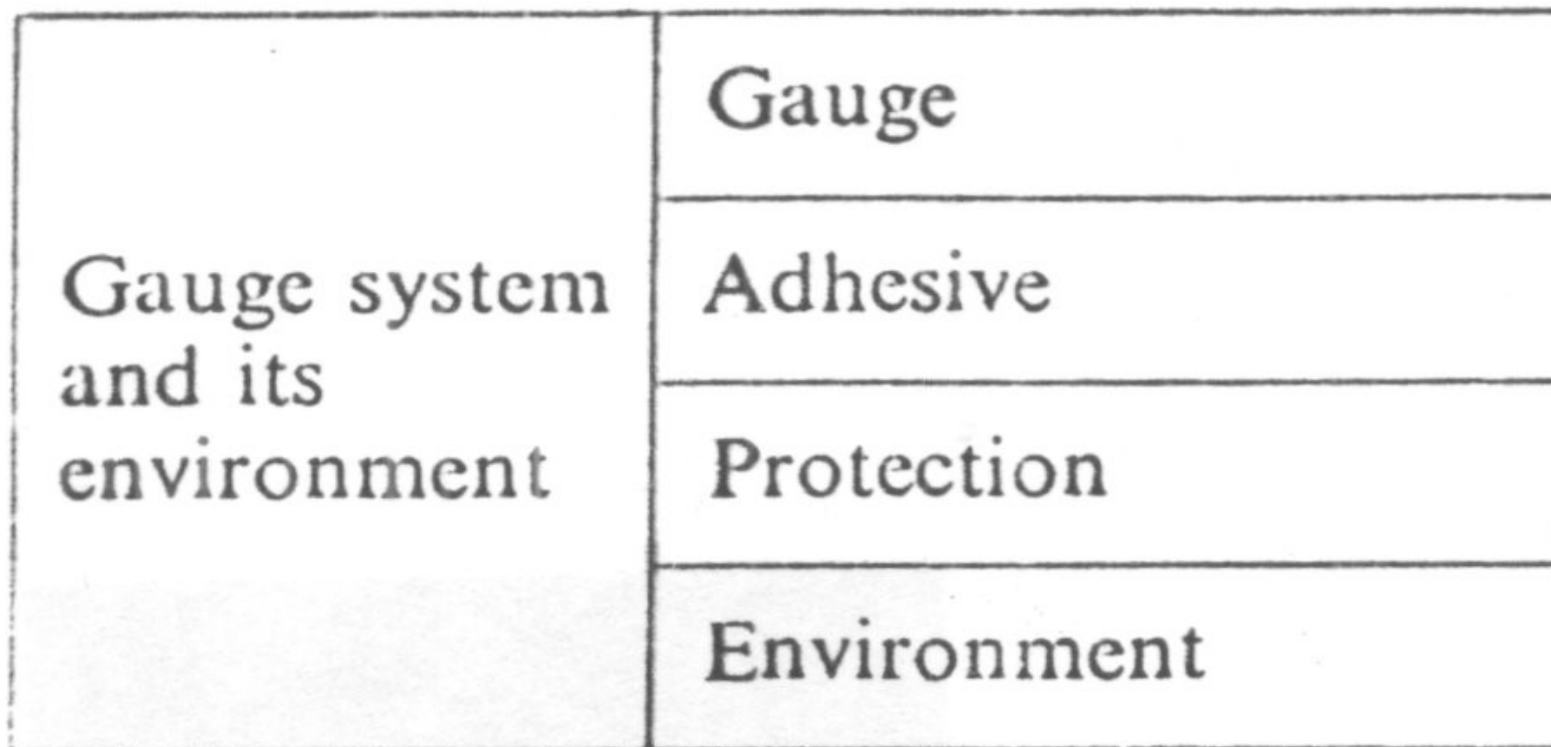 Gauge system
and its
environment
Gauge
Adhesive
Protection
Environment